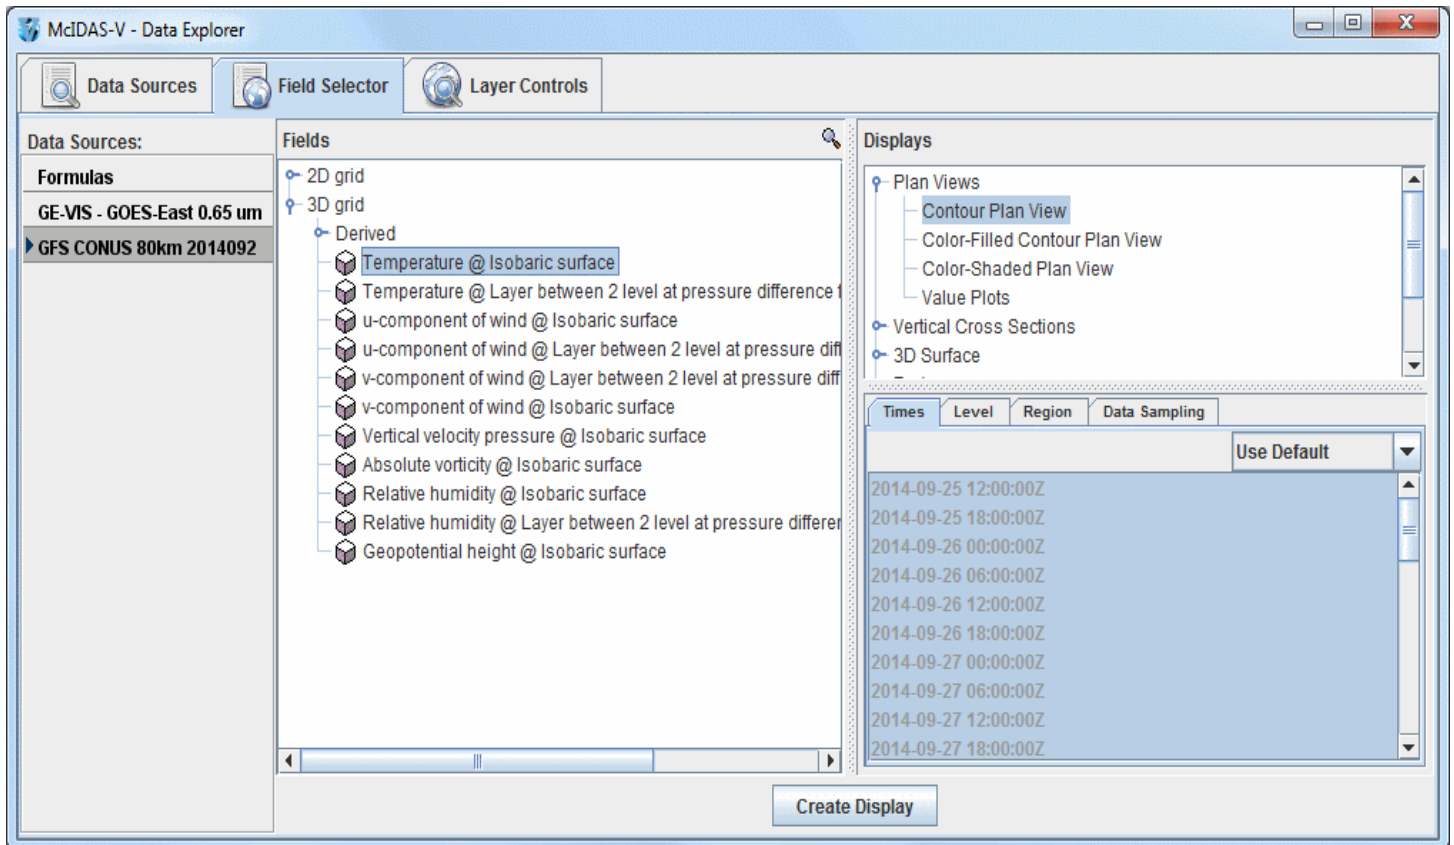 McIDAS-V - Data Explorer
Data Sources
Field Selector
Layer Controls
Data Sources:
Formulas
GE-VIS - GOES-East 0.65 um
GFS CONUS 80km 2014092
Fields
2D grid
3D grid
Derived
Temperature @ Isobaric surface
Temperature @ Layer between 2 level at pressure difference f
u-component of wind @ Isobaric surface
u-component of wind @ Layer between 2 level at pressure diff
v-component of wind @ Layer between 2 level at pressure diff
v-component of wind @ Isobaric surface
Vertical velocity pressure @ Isobaric surface
Absolute vorticity @ Isobaric surface
Relative humidity @ Isobaric surface
Relative humidity @ Layer between 2 level at pressure differer
Geopotential height @ Isobaric surface
Displays
Plan Views
Contour Plan View
Color-Filled Contour Plan View
Color-Shaded Plan View
Value Plots
Vertical Cross Sections
3D Surface
Times
Level
Region
Data Sampling
Use Default
2014-09-25 12:00:00Z
2014-09-25 18:00:00Z
2014-09-26 00:00:00Z
2014-09-26 06:00:00Z
2014-09-26 12:00:00Z
2014-09-26 18:00:00Z
2014-09-27 00:00:00Z
2014-09-27 06:00:00Z
2014-09-27 12:00:00Z
2014-09-27 18:00:00Z
Create Display